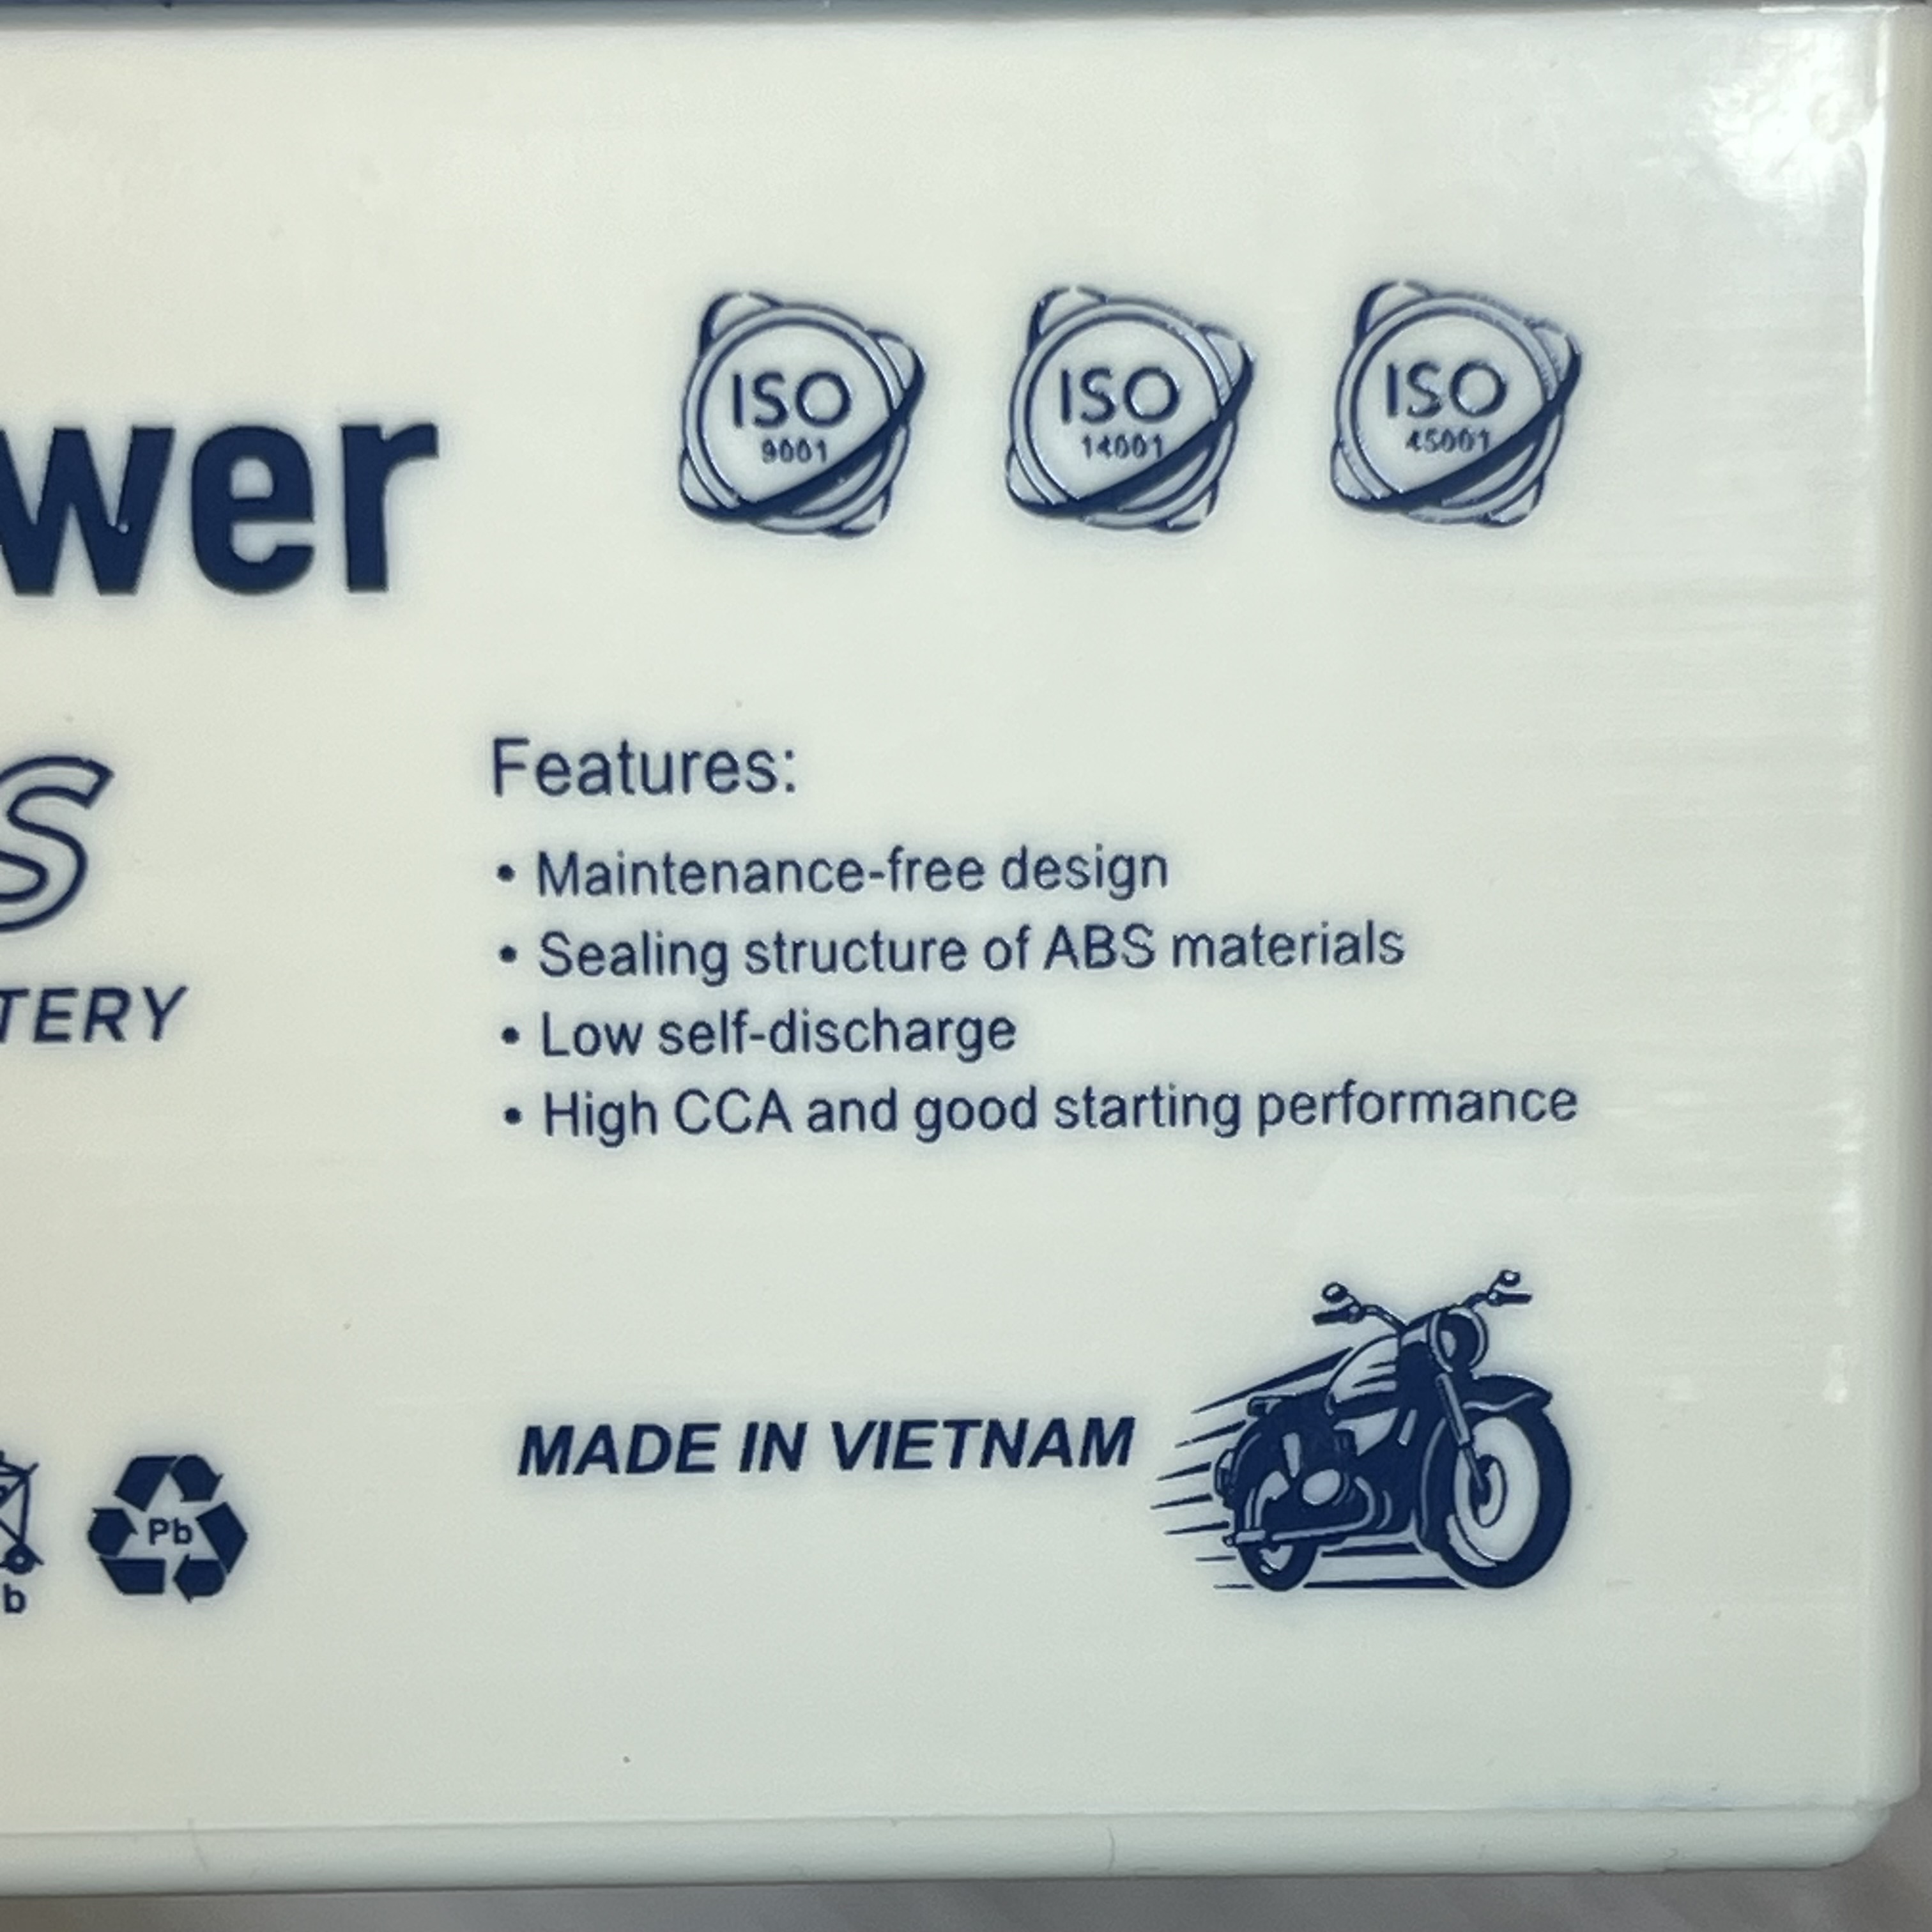 ISO
9001
ISO
14001
ISO
45001
wer
S
TERY
Features:
• Maintenance-free design
• Sealing structure of ABS materials
• Low self-discharge
• High CCA and good starting performance
MADE IN VIETNAM
Pb
b